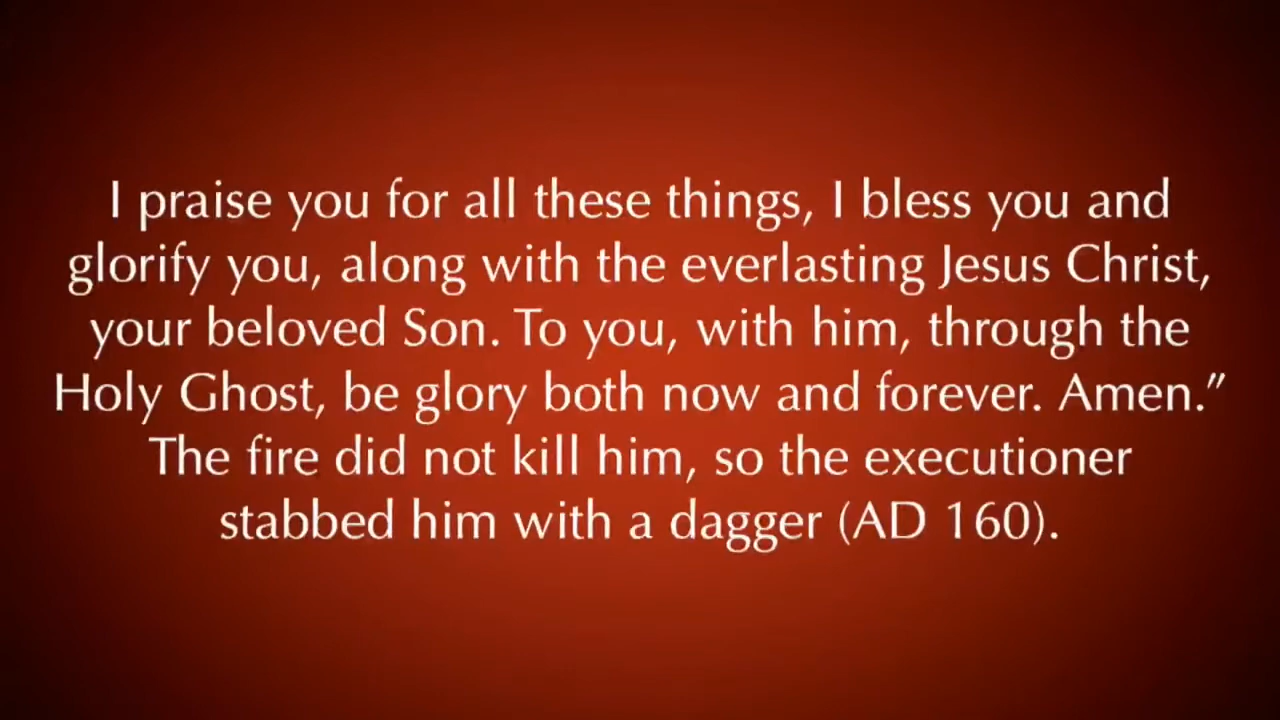 I praise you for all these things, I bless you and
glorify you, along with the everlasting Jesus Christ,
your beloved Son. To you, with him, through the
Holy Ghost, be glory both now and forever. Amen.”
The fire did not kill him, so the executioner
stabbed him with a dagger (AD 160).